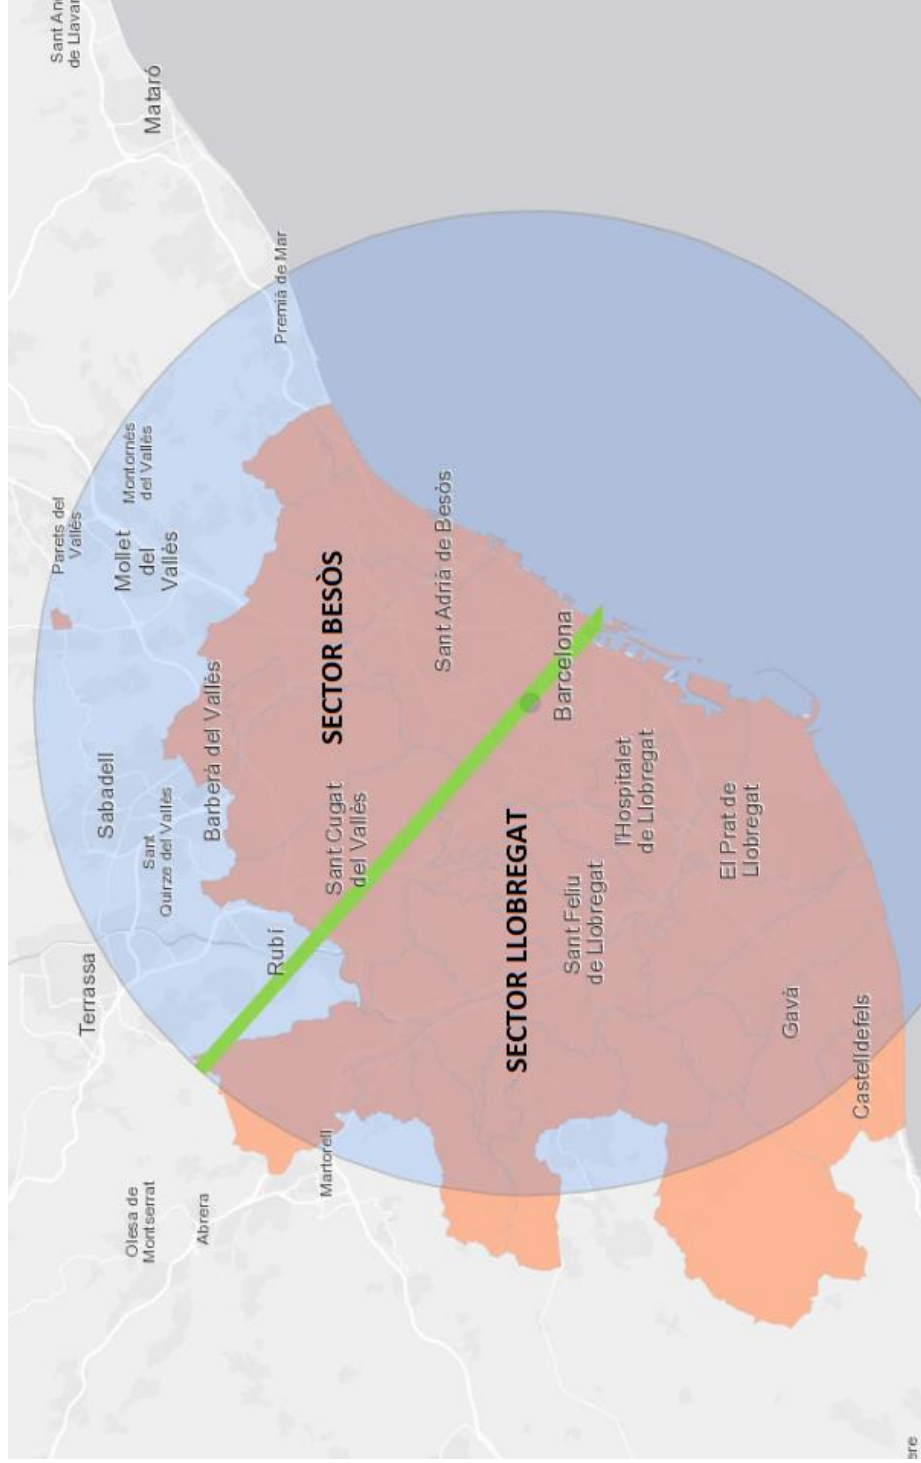 Parets del
Vallès
Sant
de Llavan
Terrassa
Sabadell
Mollet
del
Vallès
Olesa de
Montserrat
Montornès
del Vallès
Mataró
Sant
Quirze del Vallès
Abrera
Barberà del Vallès
Rubí
Premià de Mar
Martorell
SECTOR BESÒS
Sant Cugat
del Vallès
Sant Adrià de Besòs
SECTOR LLOBREGAT
Barcelona
Sant Feliu
de Llobregat
l'Hospitalet
de Llobregat
El Prat de
Llobregat
Gavà
Castelldefels